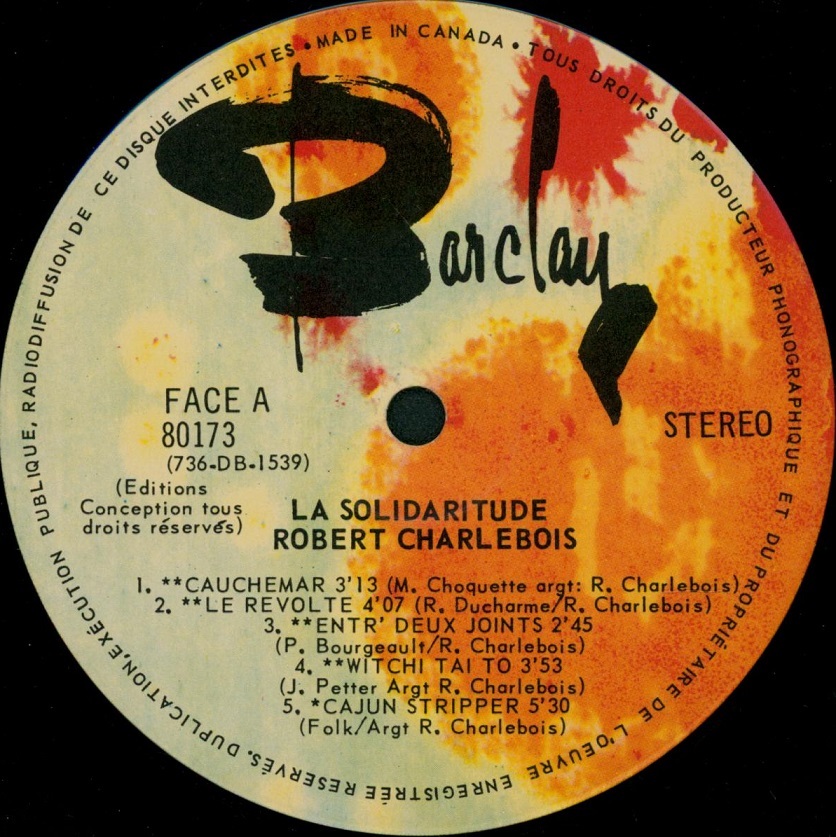 TOUS DROITS DU PRODUCTEUR PHONOGRAPHIQUE ET DU PROPRIÉTAIRE DE L'OEUVRE ENREGISTRÉE RESERVÉS. DUPLICATION, EXÉCUTION PUBLIQUE, RADIODIFFUSION DE CE DISQUE INTERDITES • MADE IN CANADA •
Barclay
FACE A
80173
(736-DB-1539)
STEREO
(Editions
Conception tous
droits réservés)
LA SOLIDARITUDE
ROBERT CHARLEBOIS
1. **CAUCHEMAR 3'13 (M. Choquette argt: R. Charlebois)
2. **LE REVOLTE 4'07 (R. Ducharme/R. Charlebois)
3. **ENTR' DEUX JOINTS 2'45
(P. Bourgeault/R. Charlebois)
4. **WITCHI TAI TO 3'53
(J. Petter Argt R. Charlebois)
5. *CAJUN STRIPPER 5'30
(Folk/Argt R. Charlebois)